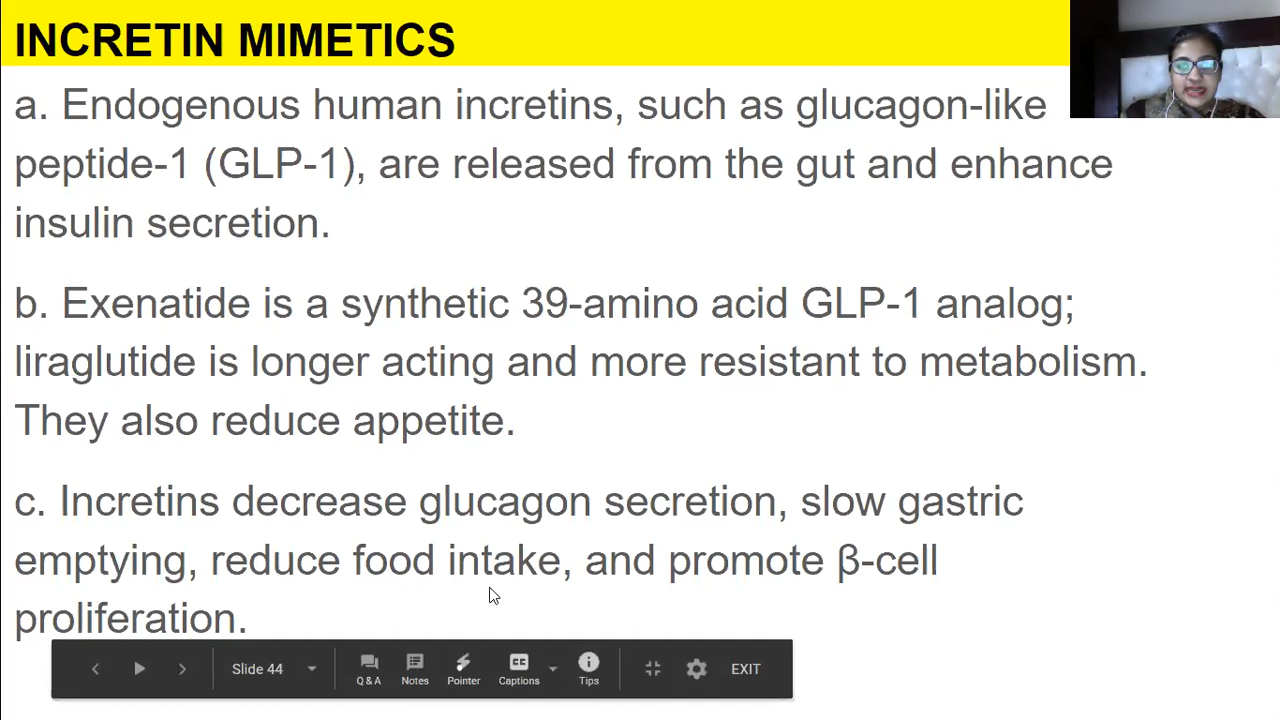 INCRETIN MIMETICS
a. Endogenous human incretins, such as glucagon-like
peptide-1 (GLP-1), are released from the gut and enhance
insulin secretion.
b. Exenatide is a synthetic 39-amino acid GLP-1 analog;
liraglutide is longer acting and more resistant to metabolism.
They also reduce appetite.
c. Incretins decrease glucagon secretion, slow gastric
emptying, reduce food intake, and promote β-cell
proliferation.
Slide 44
Q & A
Notes
Pointer
CC
Captions
Tips
EXIT